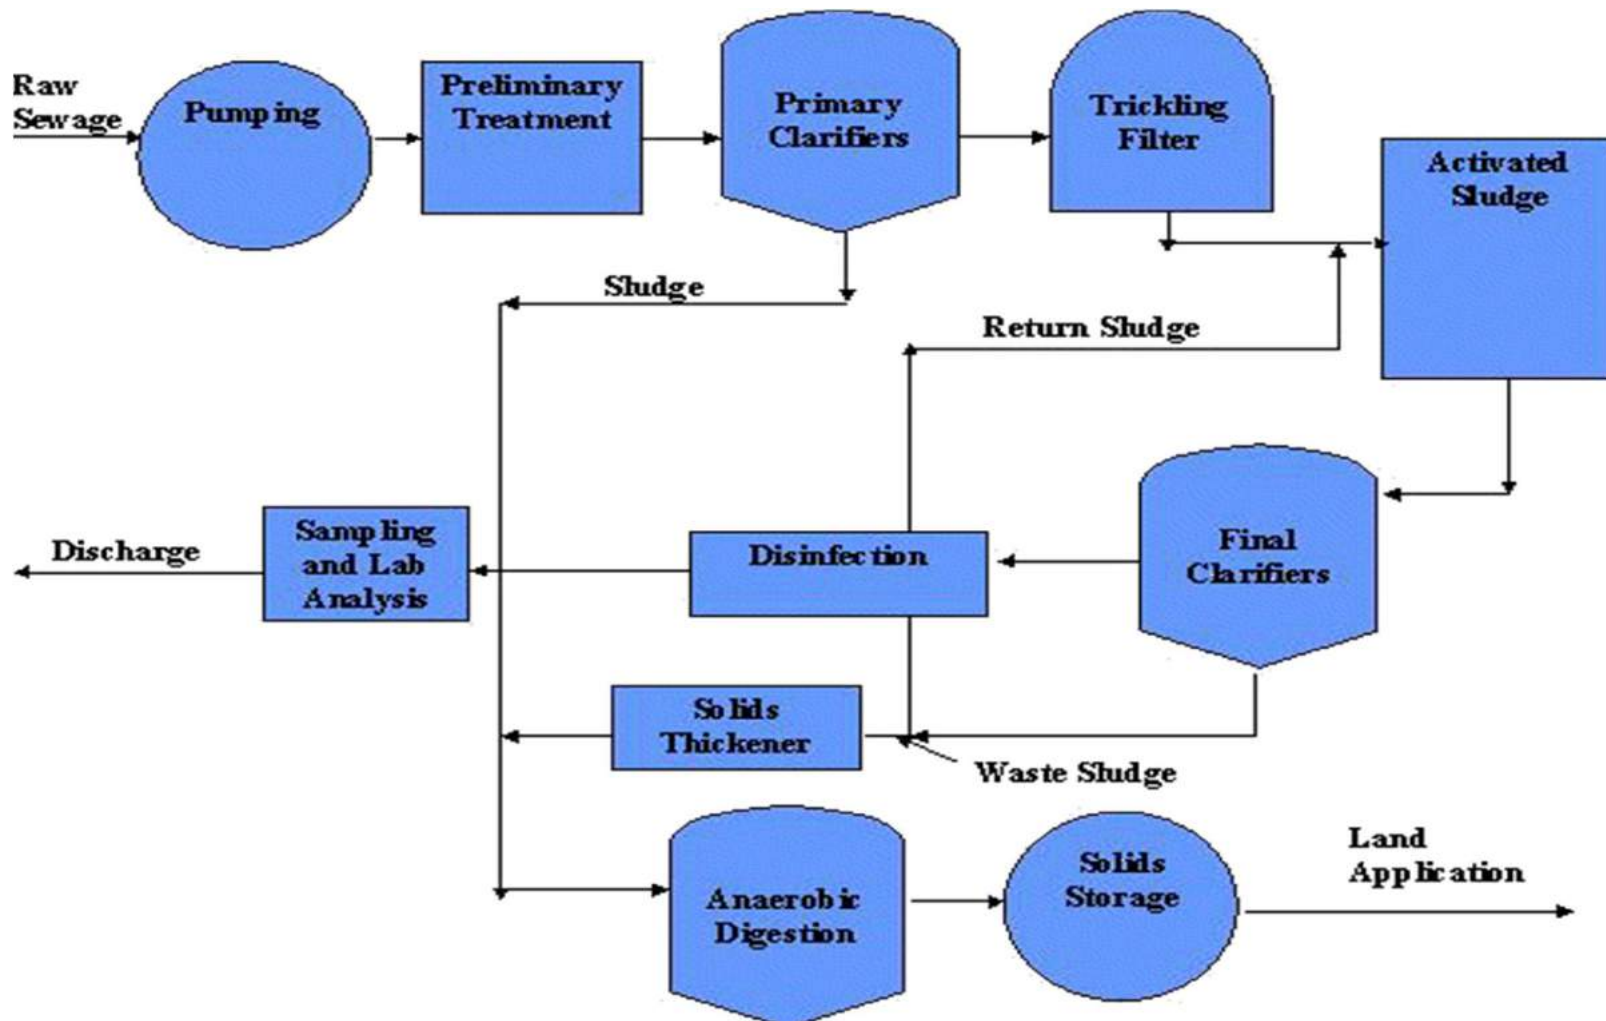 Raw
Sewage
Pumping
Preliminary
Treatment
Primary
Clarifiers
Trickling
Filter
Activated
Sludge
Sludge
Return Sludge
Final
Clarifiers
Disinfection
Sampling
and Lab
Analysis
Discharge
Solids
Thickener
Waste Sludge
Anaerobic
Digestion
Solids
Storage
Land
Application